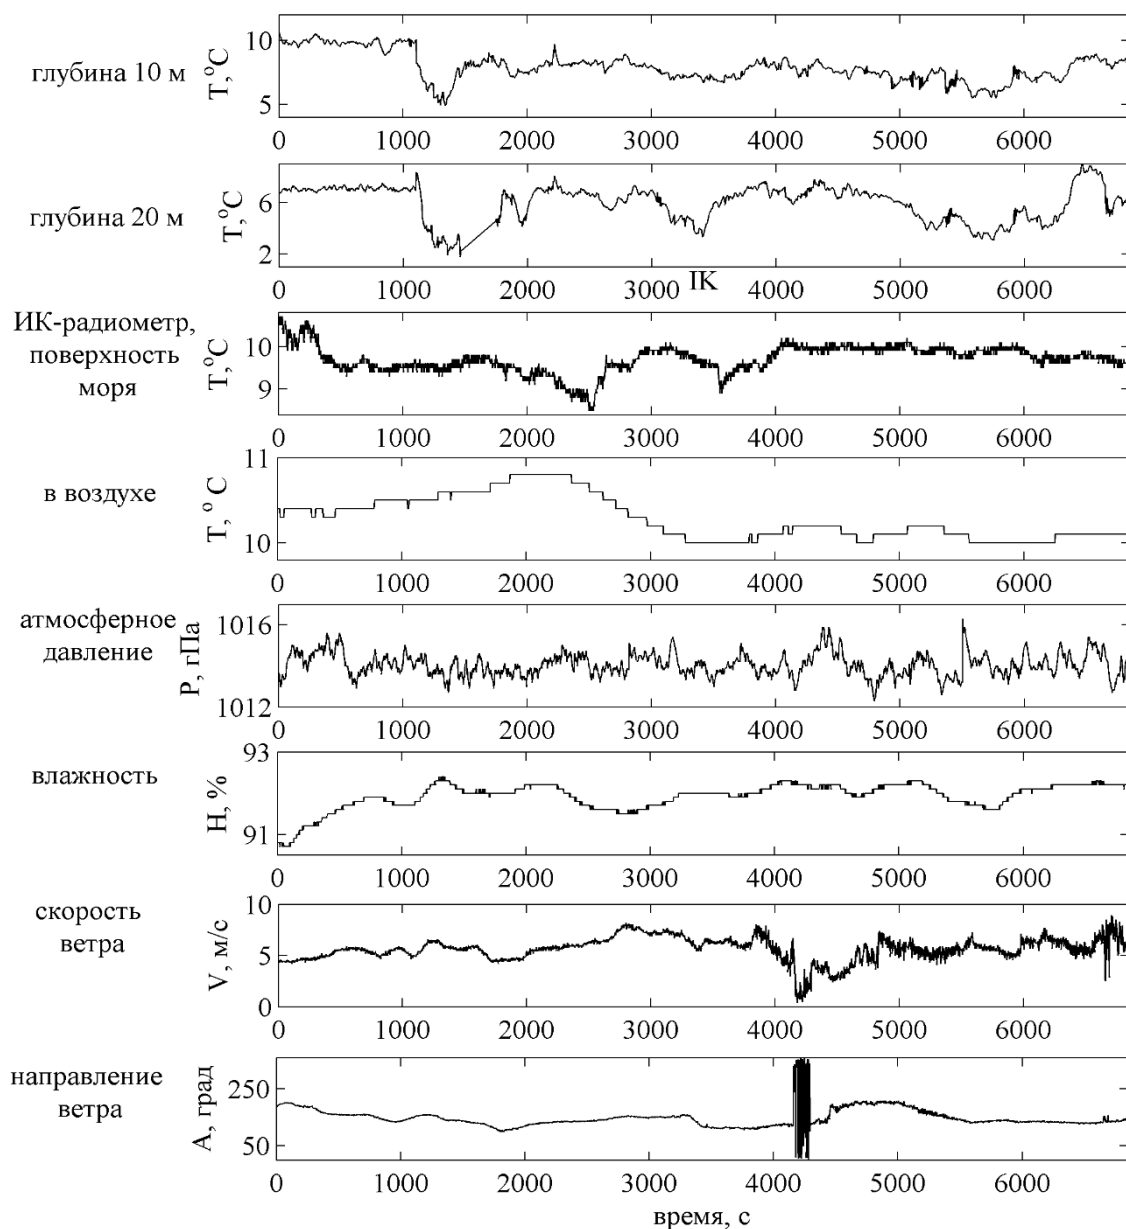 глубина 10 м
T,°C
10
5
0 1000 2000 3000 4000 5000 6000
глубина 20 м
T,°C
6
2
0 1000 2000 3000 4000 5000 6000
IK
ИК-радиометр,
поверхность
моря
T,°C
10
9
0 1000 2000 3000 4000 5000 6000
в воздухе
T, °C
11
10
0 1000 2000 3000 4000 5000 6000
атмосферное
давление
P, гПа
1016
1012
0 1000 2000 3000 4000 5000 6000
влажность
H, %
93
91
0 1000 2000 3000 4000 5000 6000
скорость
ветра
V, м/с
10
5
0
0 1000 2000 3000 4000 5000 6000
направление
ветра
A, град
250
50
0 1000 2000 3000 4000 5000 6000
время, с